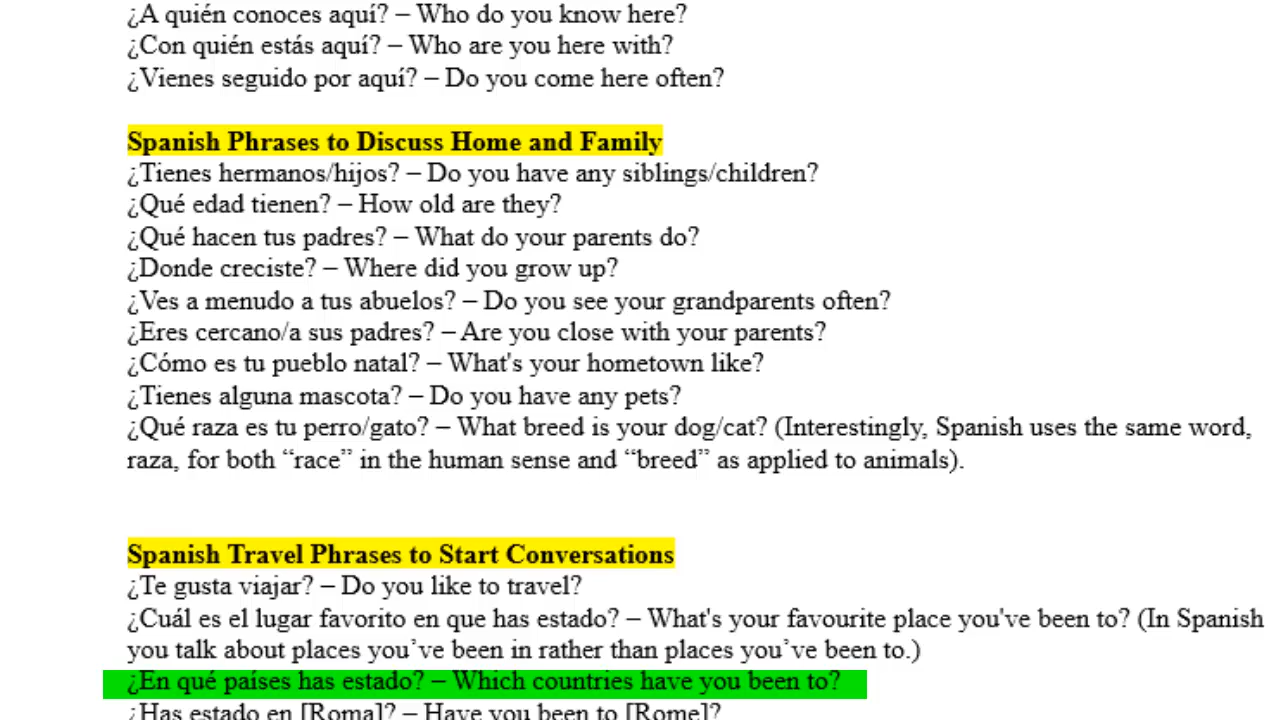 ¿A quién conoces aquí? – Who do you know here?
¿Con quién estás aquí? – Who are you here with?
¿Vienes seguido por aquí? – Do you come here often?
Spanish Phrases to Discuss Home and Family
¿Tienes hermanos/hijos? – Do you have any siblings/children?
¿Qué edad tienen? – How old are they?
¿Qué hacen tus padres? – What do your parents do?
¿Donde creciste? – Where did you grow up?
¿Ves a menudo a tus abuelos? – Do you see your grandparents often?
¿Eres cercano/a sus padres? – Are you close with your parents?
¿Cómo es tu pueblo natal? – What's your hometown like?
¿Tienes alguna mascota? – Do you have any pets?
¿Qué raza es tu perro/gato? – What breed is your dog/cat? (Interestingly, Spanish uses the same word,
raza, for both “race” in the human sense and “breed” as applied to animals).
Spanish Travel Phrases to Start Conversations
¿Te gusta viajar? – Do you like to travel?
¿Cuál es el lugar favorito en que has estado? – What's your favourite place you've been to? (In Spanish
you talk about places you’ve been in rather than places you’ve been to.)
¿En qué países has estado? – Which countries have you been to?
¿Has estado en [Roma]? – Have you been to [Rome]?